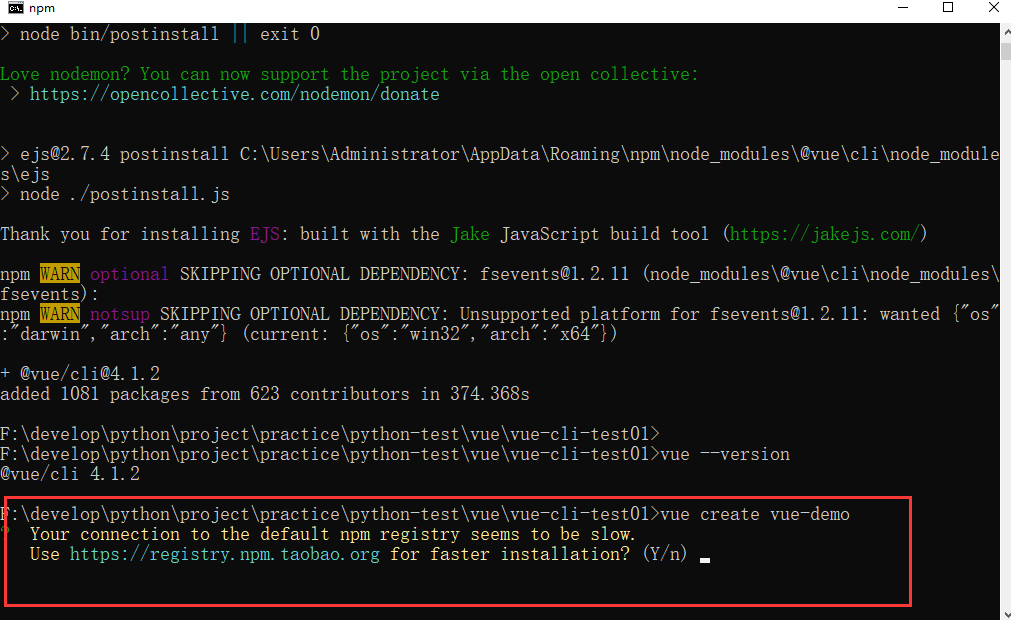 npm
> node bin/postinstall || exit 0
Love nodemon? You can now support the project via the open collective:
> https://opencollective.com/nodemon/donate
> ejs@2.7.4 postinstall C:\Users\Administrator\AppData\Roaming\npm\node_modules\@vue\cli\node_module
s\ejs
> node ./postinstall.js
Thank you for installing EJS: built with the Jake JavaScript build tool (https://jakejs.com/)
npm WARN optional SKIPPING OPTIONAL DEPENDENCY: fsevents@1.2.11 (node_modules\@vue\cli\node_modules\
fsevents):
npm WARN notsup SKIPPING OPTIONAL DEPENDENCY: Unsupported platform for fsevents@1.2.11: wanted {"os"
:"darwin","arch":"any"} (current: {"os":"win32","arch":"x64"})
+ @vue/cli@4.1.2
added 1081 packages from 623 contributors in 374.368s
F:\develop\python\project\practice\python-test\vue\vue-cli-test01>
F:\develop\python\project\practice\python-test\vue\vue-cli-test01>vue --version
@vue/cli 4.1.2
F:\develop\python\project\practice\python-test\vue\vue-cli-test01>vue create vue-demo
? Your connection to the default npm registry seems to be slow.
Use https://registry.npm.taobao.org for faster installation? (Y/n)